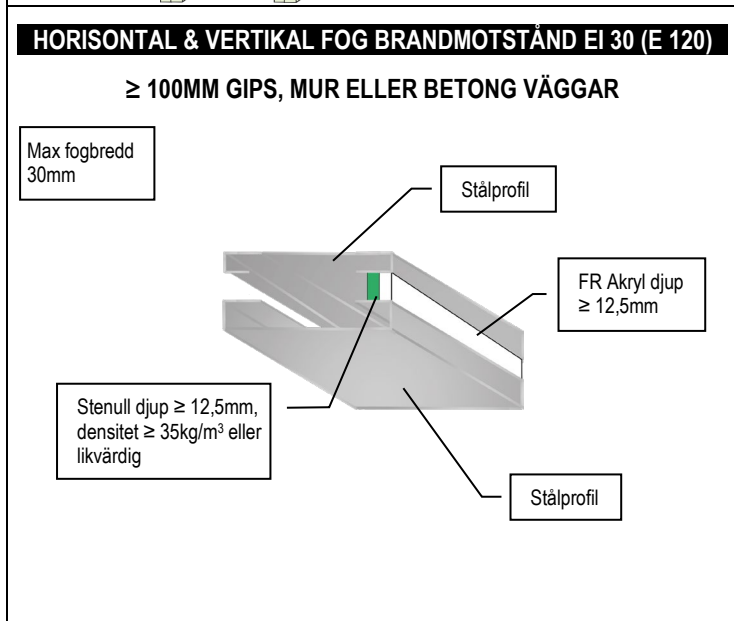 HORISONTAL & VERTIKAL FOG BRANDMOTSTÅND EI 30 (E 120)
≥ 100MM GIPS, MUR ELLER BETONG VÄGGAR
Max fogbredd
30mm
Stålprofil
FR Akryl djup
≥ 12,5mm
Stenull djup ≥ 12,5mm,
densitet ≥ 35kg/m³ eller
likvärdig
Stålprofil